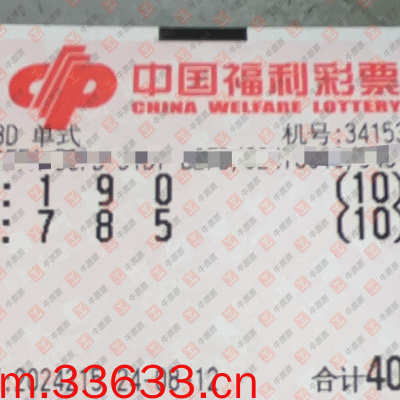 中国福利彩票
CHINA WELFARE LOTTERY
3D 单式
机号:34153
: 1 9 0 (10)
: 7 8 5 (10)
合计40
m.33633.cn